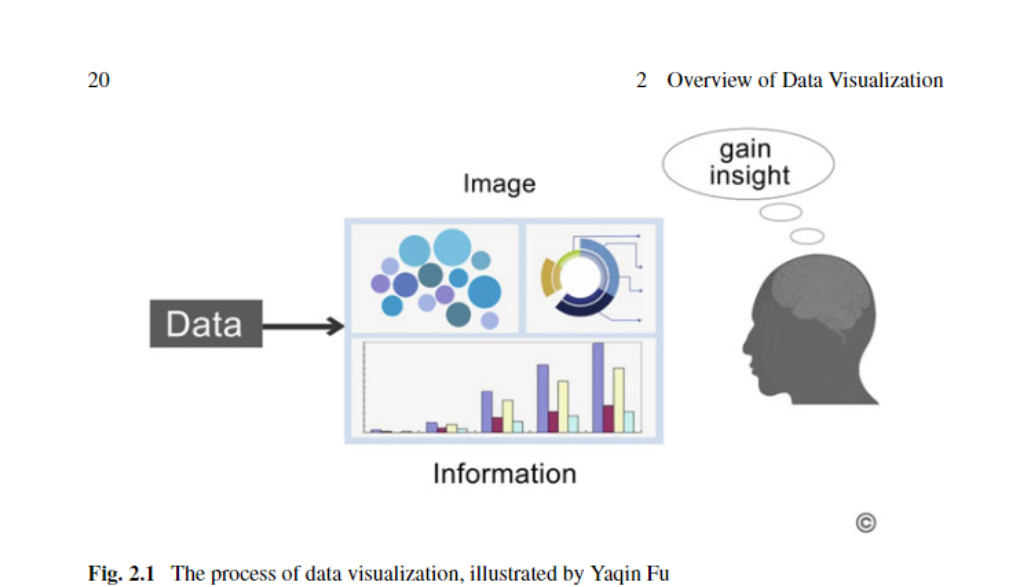 20
2 Overview of Data Visualization
gain
insight
Image
Data
Information
©
Fig. 2.1 The process of data visualization, illustrated by Yaqin Fu